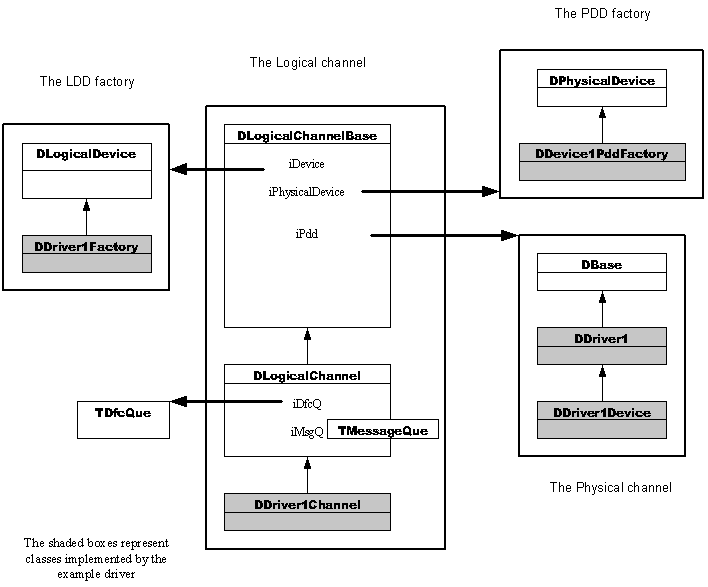 The PDD factory
The Logical channel
The LDD factory
DPhysicalDevice
DLogicalChannelBase
DLogicalDevice
iDevice
DDevice1PddFactory
iPhysicalDevice
iPdd
DDriver1Factory
DBase
DDriver1
DLogicalChannel
TDfcQue
iDfcQ
DDriver1Device
iMsgQ
TMessageQue
The Physical channel
DDriver1Channel
The shaded boxes represent
classes implemented by the
example driver